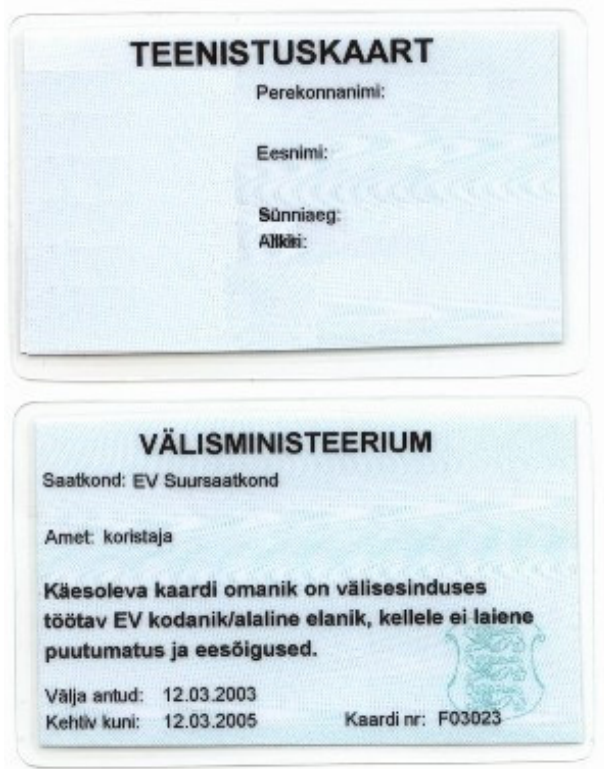 TEENISTUSKAART
Perekonnanimi:
Eesnimi:
Sünniaeg:
Allkiri:
VÄLISMINISTEERIUM
Saatkond: EV Suursaatkond
Amet: koristaja
Käesoleva kaardi omanik on välisesinduses
töötav EV kodanik/alaline elanik, kellele ei laiene
puutumatus ja eesõigused.
Välja antud: 12.03.2003
Kehtiv kuni: 12.03.2005 Kaardi nr: F03023